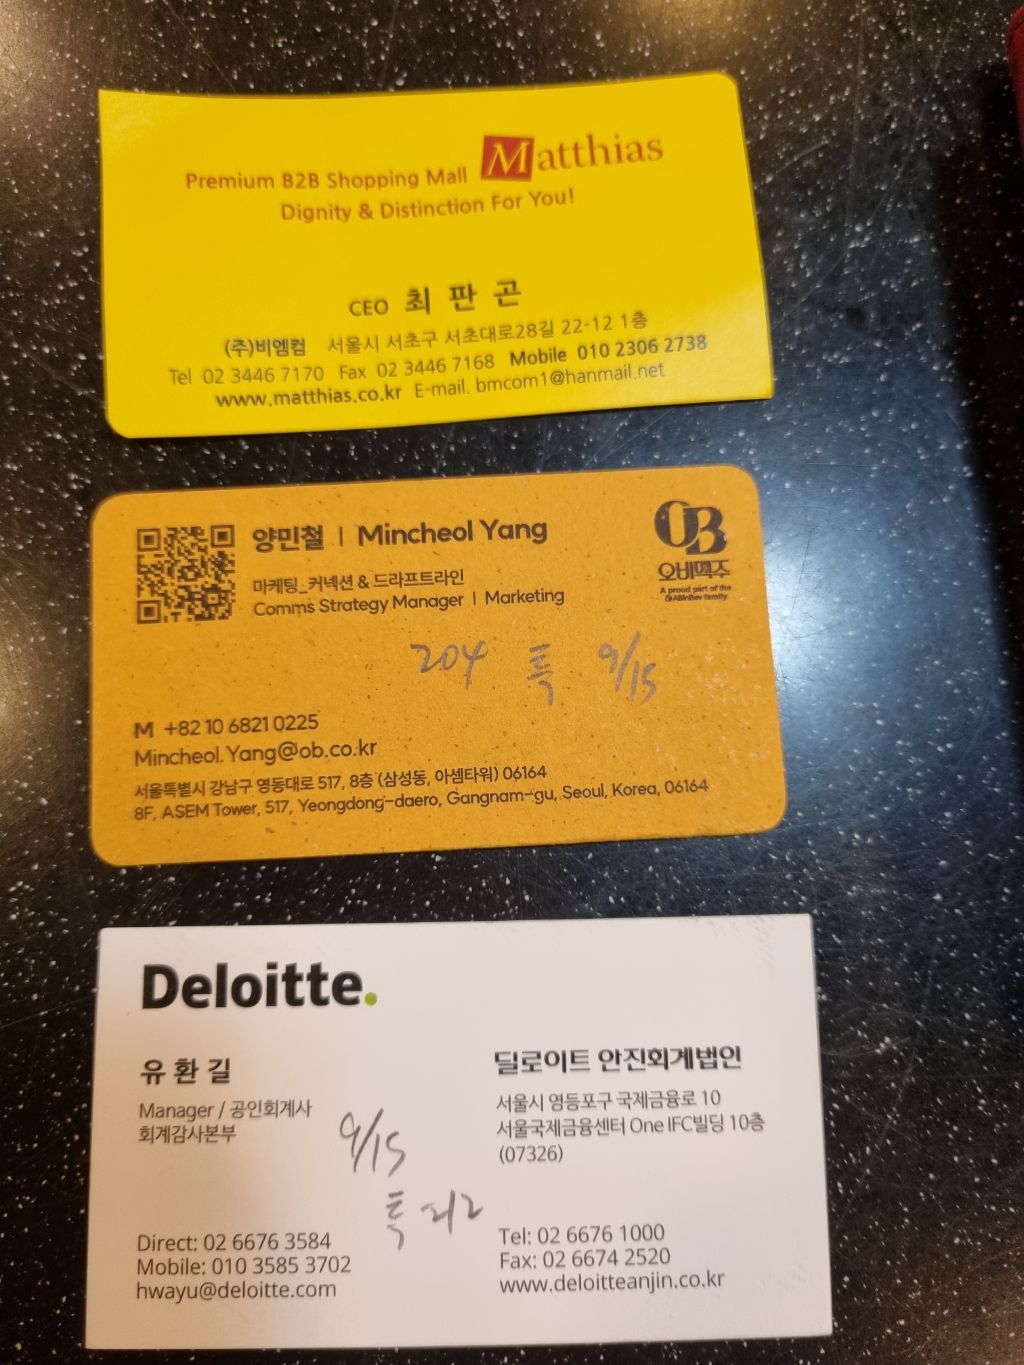 Premium B2B Shopping Mall Matthias
Dignity & Distinction For You!
CEO 최 판 곤
(주)비엠컴 서울시 서초구 서초대로28길 22-12 1층
Tel 02 3446 7170 Fax 02 3446 7168 Mobile 010 2306 2738
www.matthias.co.kr E-mail. bmcom1@hanmail.net
양민철 | Mincheol Yang
OB
오비맥주
A proud part of the
ABInBev family
마케팅_커넥션 & 드라프트라인
Comms Strategy Manager | Marketing
204 특 9/15
M +82 10 6821 0225
Mincheol.Yang@ob.co.kr
서울특별시 강남구 영동대로 517, 8층 (삼성동, 아셈타워) 06164
8F, ASEM Tower, 517, Yeongdong-daero, Gangnam-gu, Seoul, Korea, 06164
Deloitte.
유 환 길
Manager / 공인회계사
회계감사본부
딜로이트 안진회계법인
서울시 영등포구 국제금융로 10
서울국제금융센터 One IFC빌딩 10층
(07326)
9/15
특
Direct: 02 6676 3584
Mobile: 010 3585 3702
hwayu@deloitte.com
Tel: 02 6676 1000
Fax: 02 6674 2520
www.deloitteanjin.co.kr